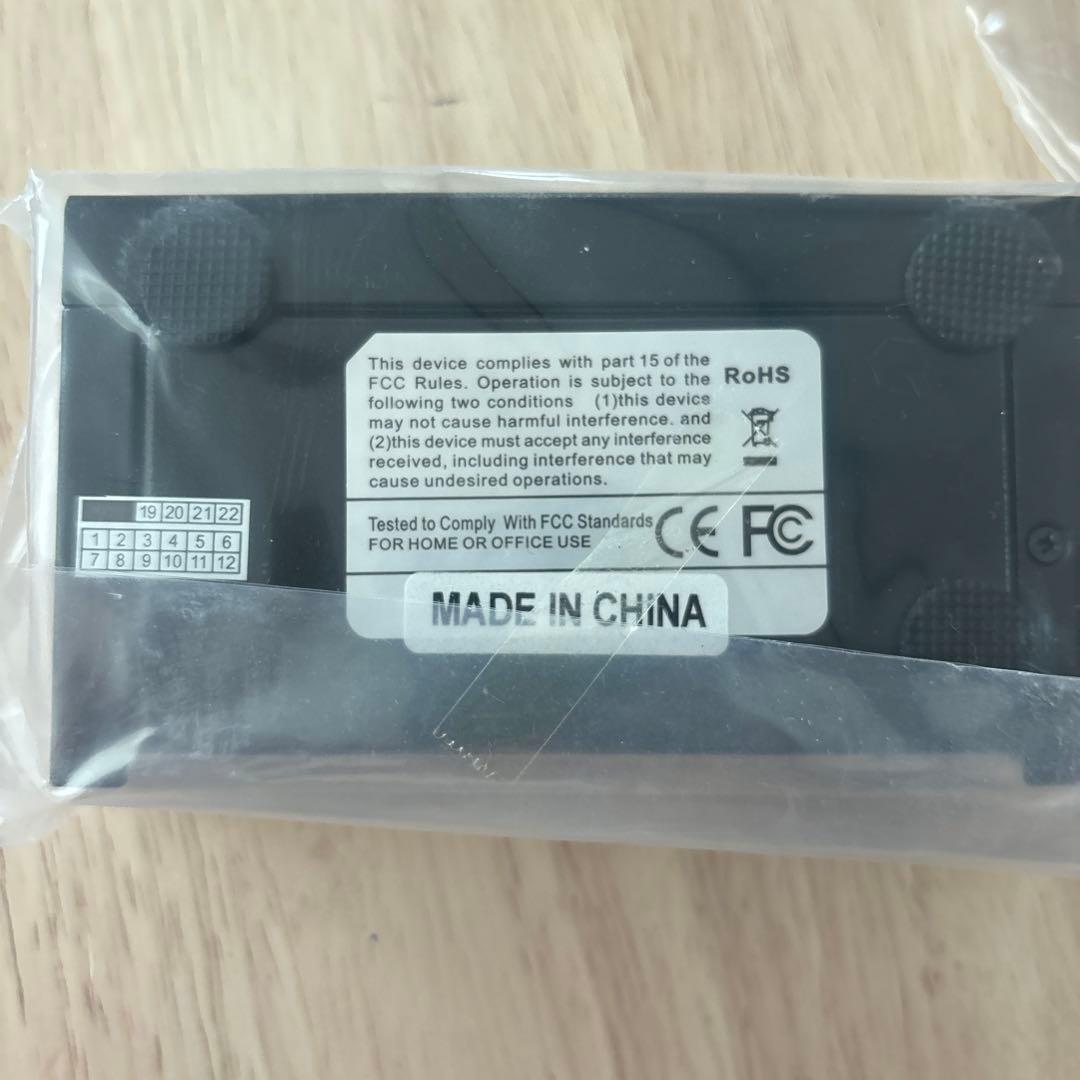 This device complies with part 15 of the
FCC Rules. Operation is subject to the
following two conditions (1)this device
may not cause harmful interference. and
(2)this device must accept any interference
received, including interference that may
cause undesired operations.
RoHS
Tested to Comply With FCC Standards
FOR HOME OR OFFICE USE
CE FC
MADE IN CHINA
19 20 21 22
1 2 3 4 5 6
7 8 9 10 11 12